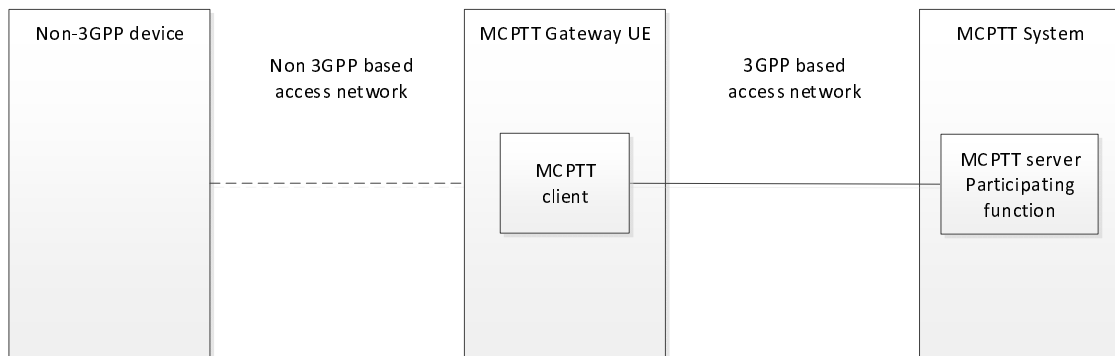 Non-3GPP device
MCPTT Gateway UE
MCPTT System
Non 3GPP based
access network
3GPP based
access network
MCPTT
client
MCPTT server
Participating
function